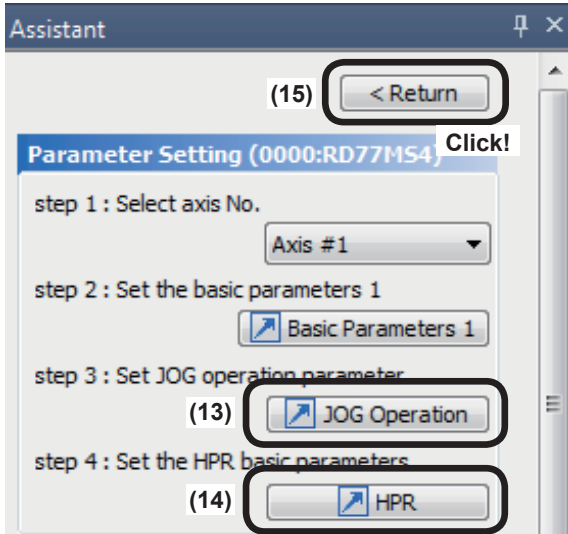 Assistant
(15) < Return
Click!
Parameter Setting (0000:RD77MS4)
step 1 : Select axis No.
Axis #1
step 2 : Set the basic parameters 1
Basic Parameters 1
step 3 : Set JOG operation parameter
(13) JOG Operation
step 4 : Set the HPR basic parameters
(14) HPR